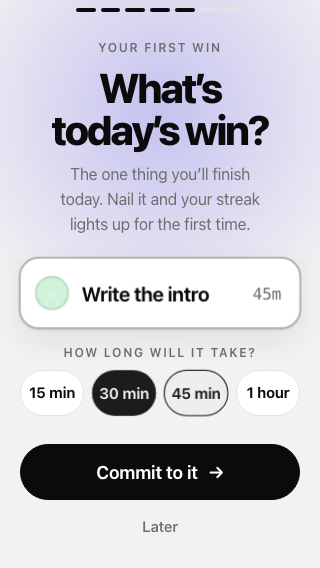 YOUR FIRST WIN
What's
today's win?
The one thing you'll finish
today. Nail it and your streak
lights up for the first time.
Write the intro 45m
HOW LONG WILL IT TAKE?
15 min 30 min 45 min 1 hour
Commit to it →
Later